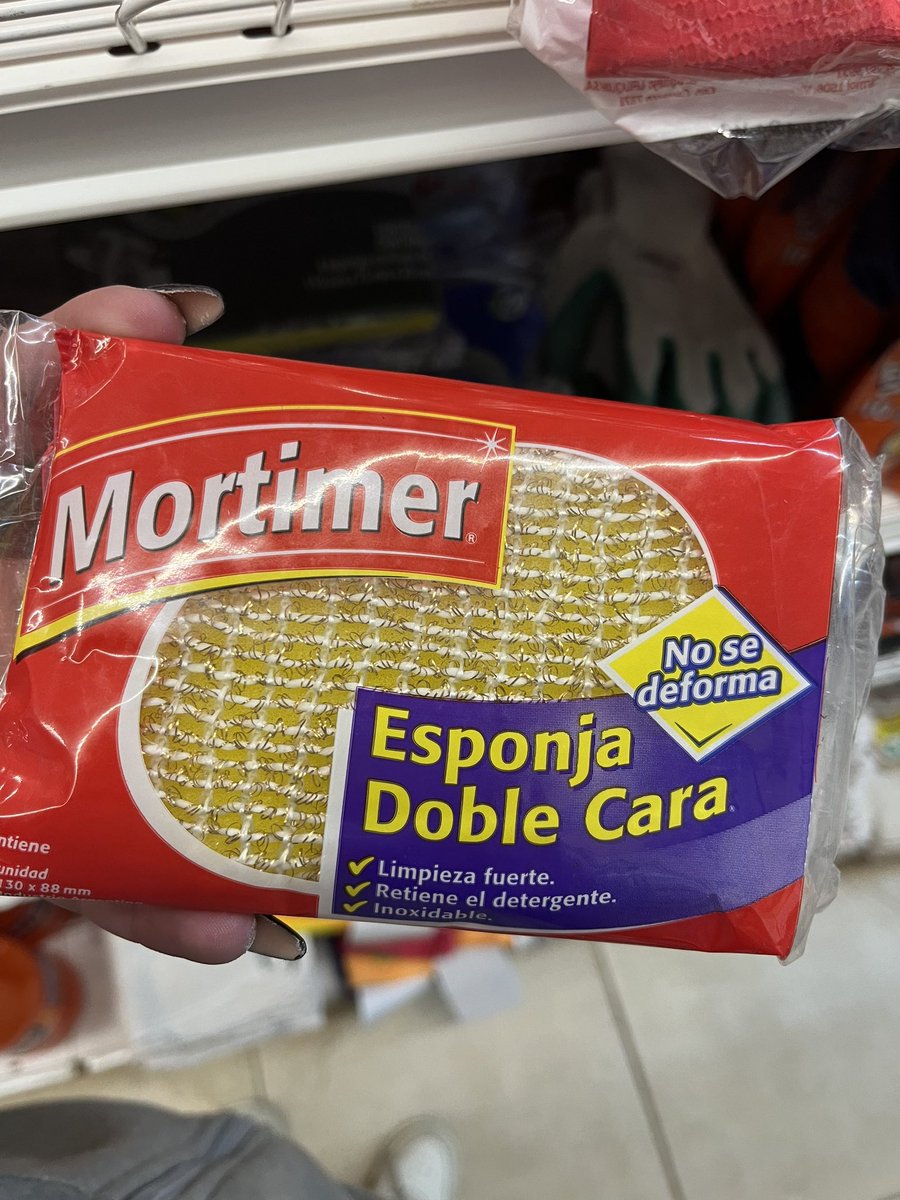 Mortimer®
No se
deforma
Esponja
Doble Cara
Limpieza fuerte.
Retiene el detergente.
Inoxidable.
ntiene
unidad
130 x 88 mm